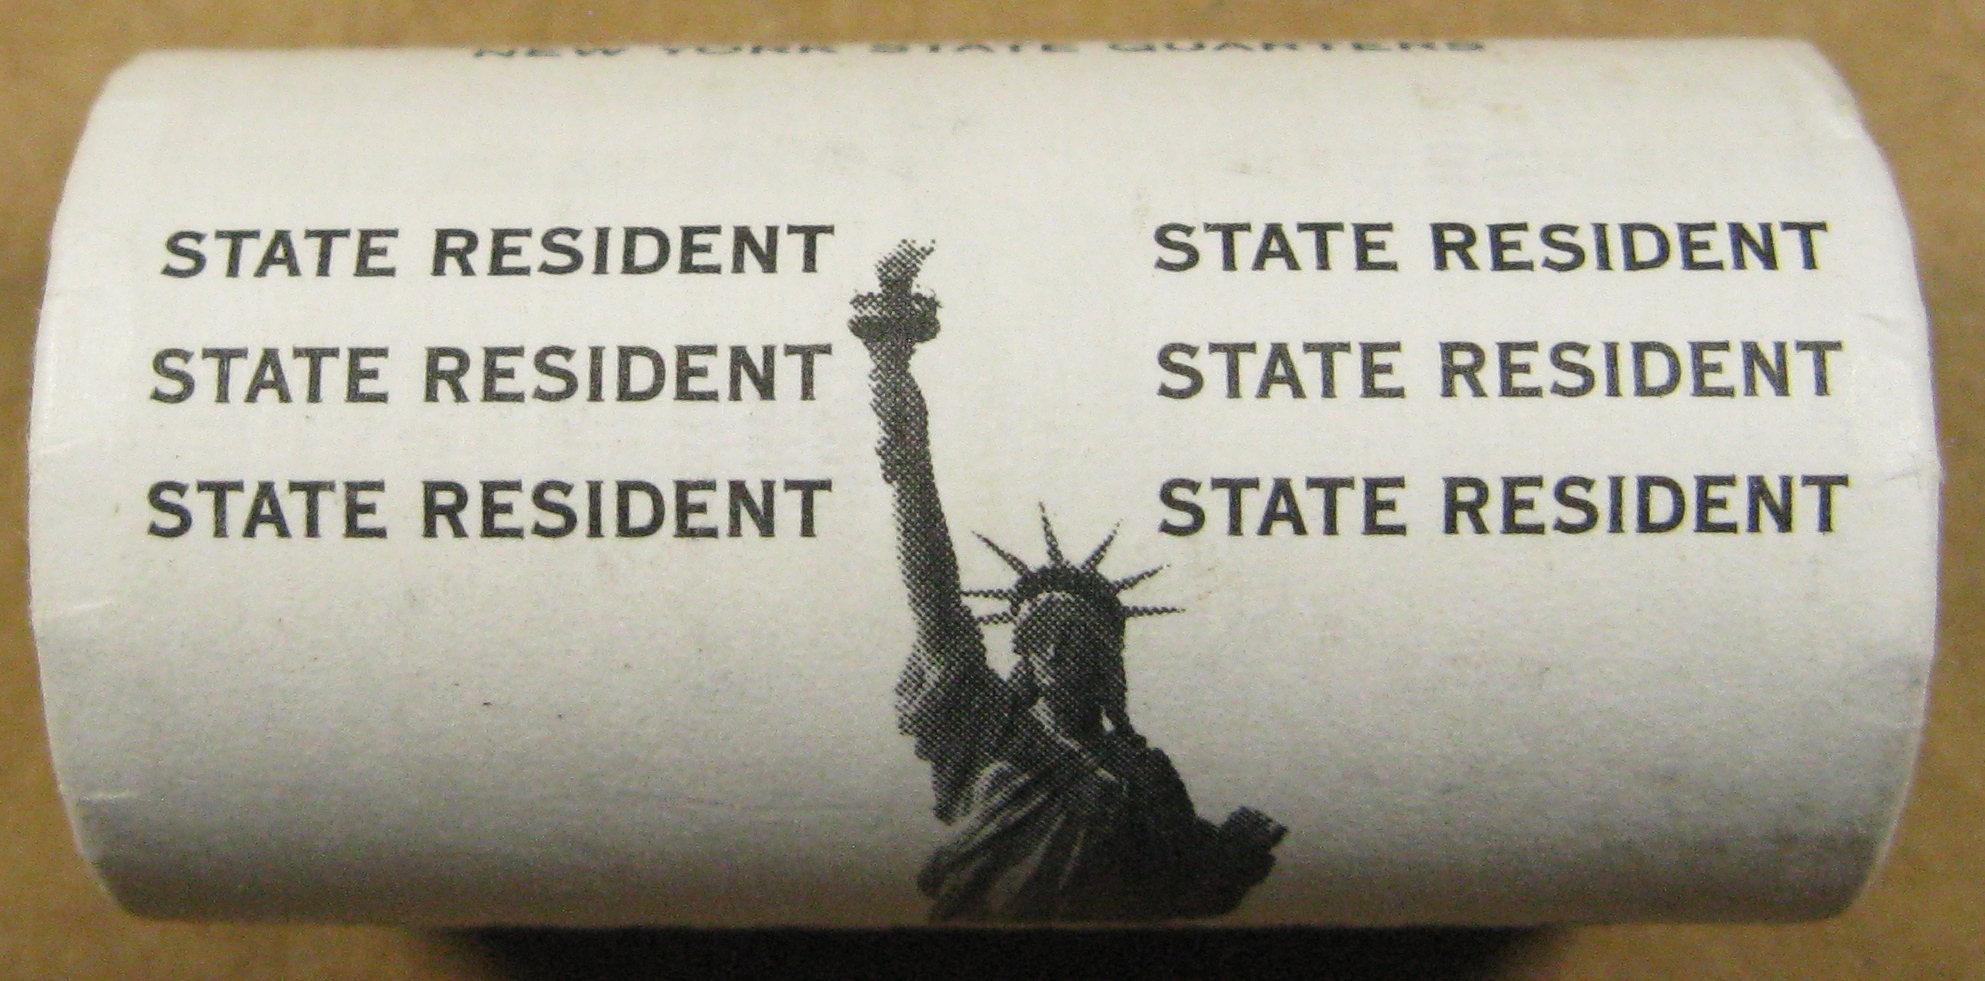 NEW YORK STATE QUARTERS
STATE RESIDENT STATE RESIDENT
STATE RESIDENT STATE RESIDENT
STATE RESIDENT STATE RESIDENT